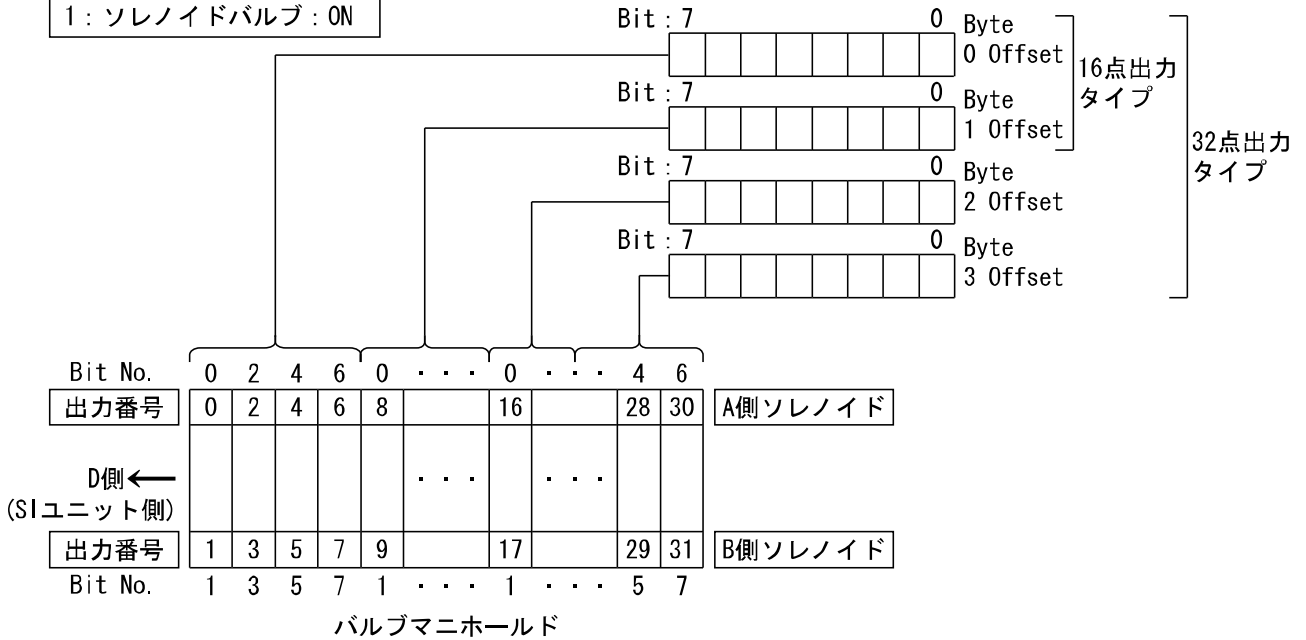 1：ソレノイドバルブ：ON
Bit：7 0 Byte
0 Offset
16点出力
タイプ
Bit：7 0 Byte
1 Offset
32点出力
タイプ
Bit：7 0 Byte
2 Offset
Bit：7 0 Byte
3 Offset
Bit No. 0 2 4 6 0 ・・・ 0 ・・・ 4 6
出力番号 0 2 4 6 8 16 28 30 A側ソレノイド
D側 ・・・ ・・・
(SIユニット側)
出力番号 1 3 5 7 9 17 29 31 B側ソレノイド
Bit No. 1 3 5 7 1 ・・・ 1 ・・・ 5 7
バルブマニホールド